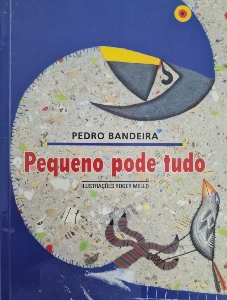 PEDRO BANDEIRA
Pequeno pode tudo
ILUSTRAÇÕES ROGER MELLO